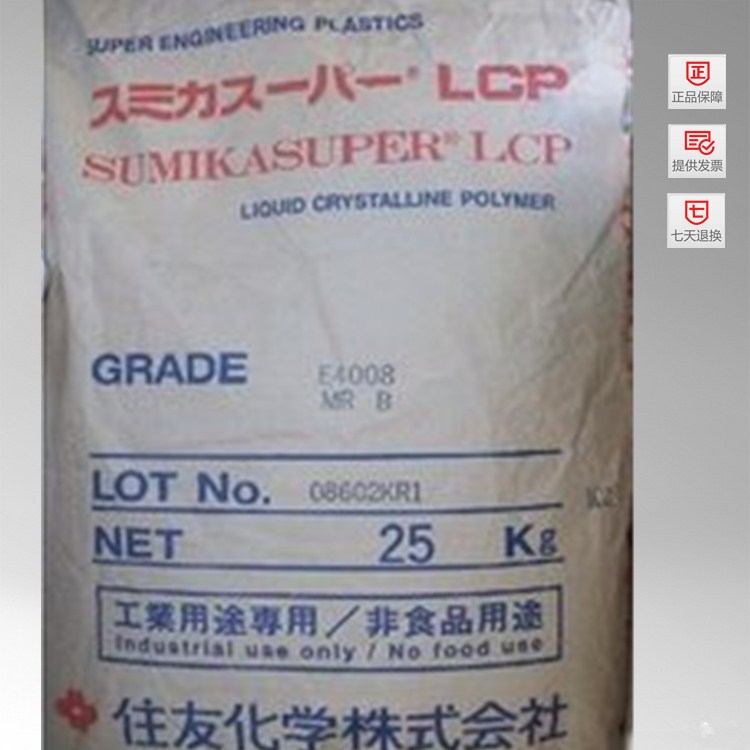 SUPER ENGINEERING PLASTICS
スミカスーパー® LCP
SUMIKASUPER® LCP
LIQUID CRYSTALLINE POLYMER
GRADE E4008
MR B
LOT No. 08602KR1
NET 25 Kg
工業用途専用／非食品用途
Industrial use only / No food use
住友化学株式会社
正
正品保障
提供发票
七
七天退换